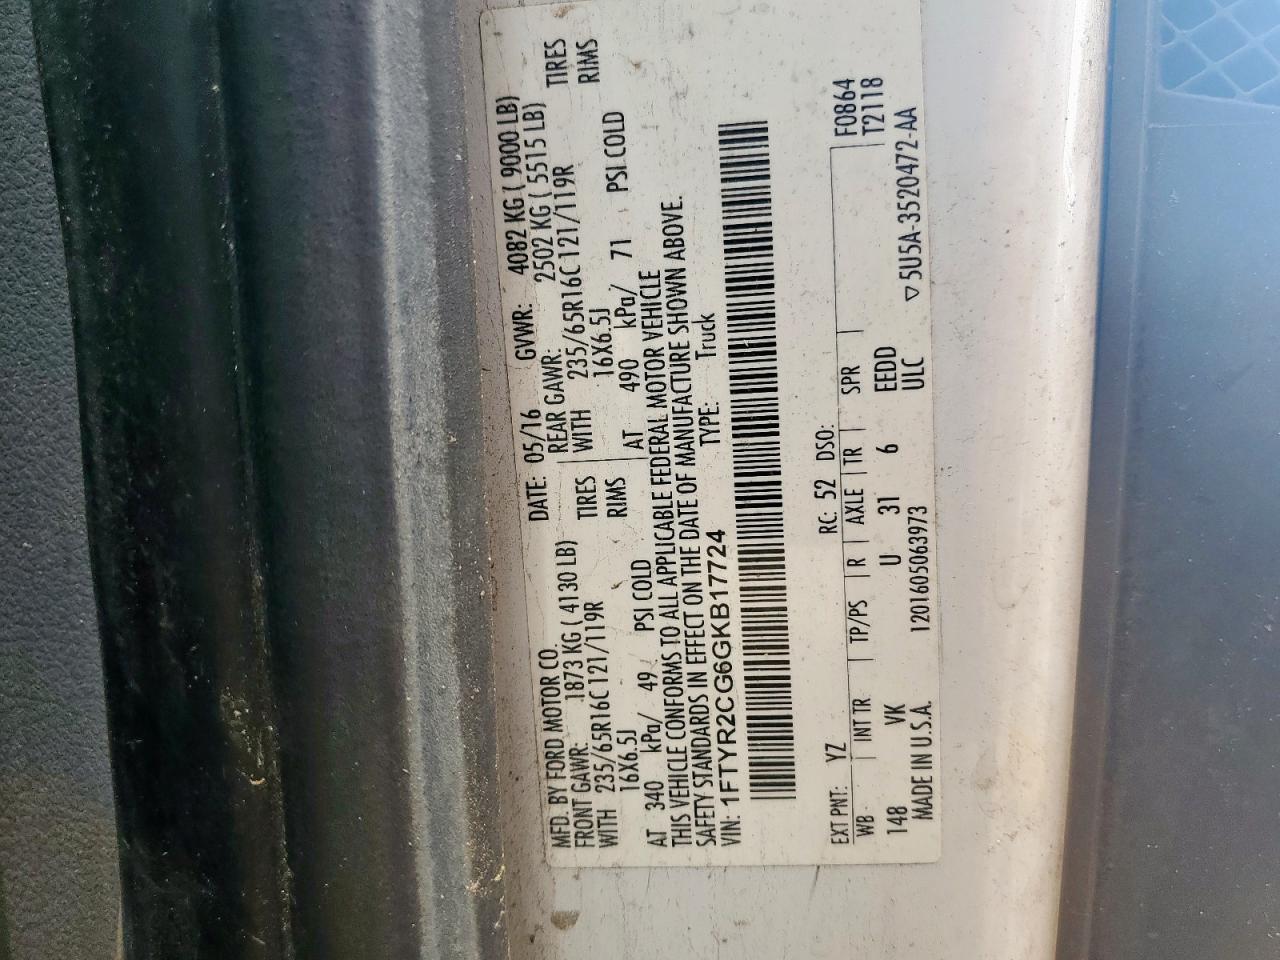 MFD. BY FORD MOTOR CO. DATE: 05/16 GVWR: 4082 KG ( 9000 LB)
FRONT GAWR: 1873 KG ( 4130 LB) REAR GAWR: 2502 KG ( 5515 LB)
WITH 235/65R16C 121/119R TIRES WITH 235/65R16C 121/119R TIRES
16X6.5J RIMS 16X6.5J RIMS
AT 340 kPa/ 49 PSI COLD AT 490 kPa/ 71 PSI COLD
THIS VEHICLE CONFORMS TO ALL APPLICABLE FEDERAL MOTOR VEHICLE
SAFETY STANDARDS IN EFFECT ON THE DATE OF MANUFACTURE SHOWN ABOVE.
VIN: 1FTYR2CG6GKB17724 TYPE: Truck
EXT PNT: YZ RC: 52 DSO:
WB INT TR TP/PS R AXLE TR SPR F0864
148 VK U 31 6 EEDD T2118
MADE IN U.S.A. 1201605063973 ULC ▽5U5A-3520472-AA